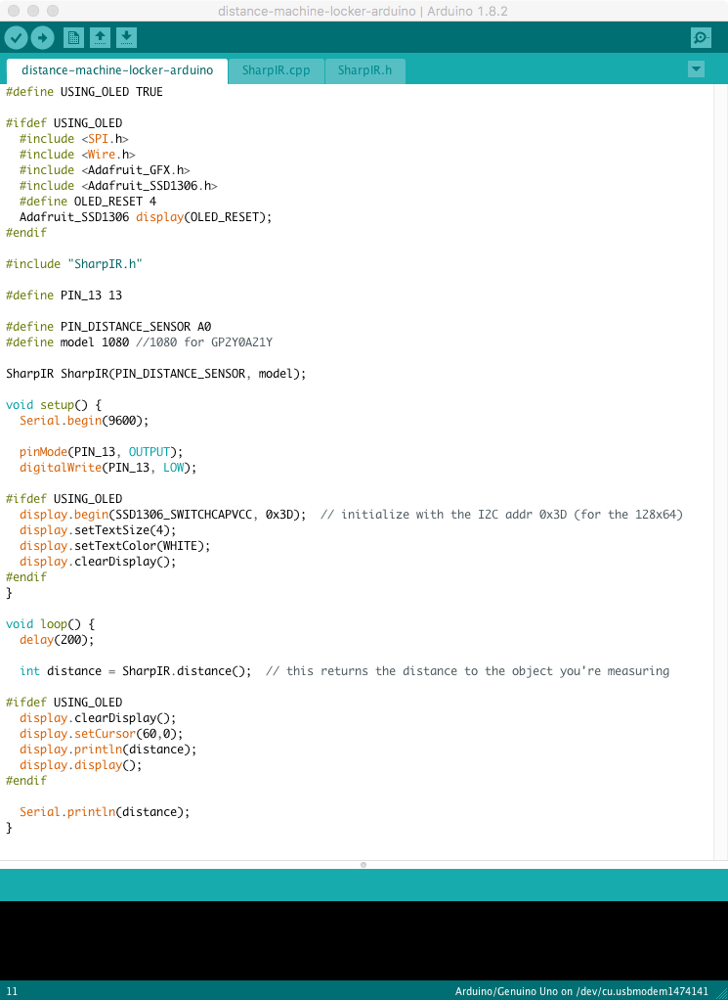 distance-machine-locker-arduino | Arduino 1.8.2
distance-machine-locker-arduino SharpIR.cpp SharpIR.h
#define USING_OLED TRUE
#ifdef USING_OLED
#include <SPI.h>
#include <Wire.h>
#include <Adafruit_GFX.h>
#include <Adafruit_SSD1306.h>
#define OLED_RESET 4
Adafruit_SSD1306 display(OLED_RESET);
#endif
#include "SharpIR.h"
#define PIN_13 13
#define PIN_DISTANCE_SENSOR A0
#define model 1080 //1080 for GP2Y0A21Y
SharpIR SharpIR(PIN_DISTANCE_SENSOR, model);
void setup() {
Serial.begin(9600);
pinMode(PIN_13, OUTPUT);
digitalWrite(PIN_13, LOW);
#ifdef USING_OLED
display.begin(SSD1306_SWITCHCAPVCC, 0x3D);  // initialize with the I2C addr 0x3D (for the 128x64)
display.setTextSize(4);
display.setTextColor(WHITE);
display.clearDisplay();
#endif
}
void loop() {
delay(200);
int distance = SharpIR.distance();  // this returns the distance to the object you're measuring
#ifdef USING_OLED
display.clearDisplay();
display.setCursor(60,0);
display.println(distance);
display.display();
#endif
Serial.println(distance);
}
11 Arduino/Genuino Uno on /dev/cu.usbmodem1474141